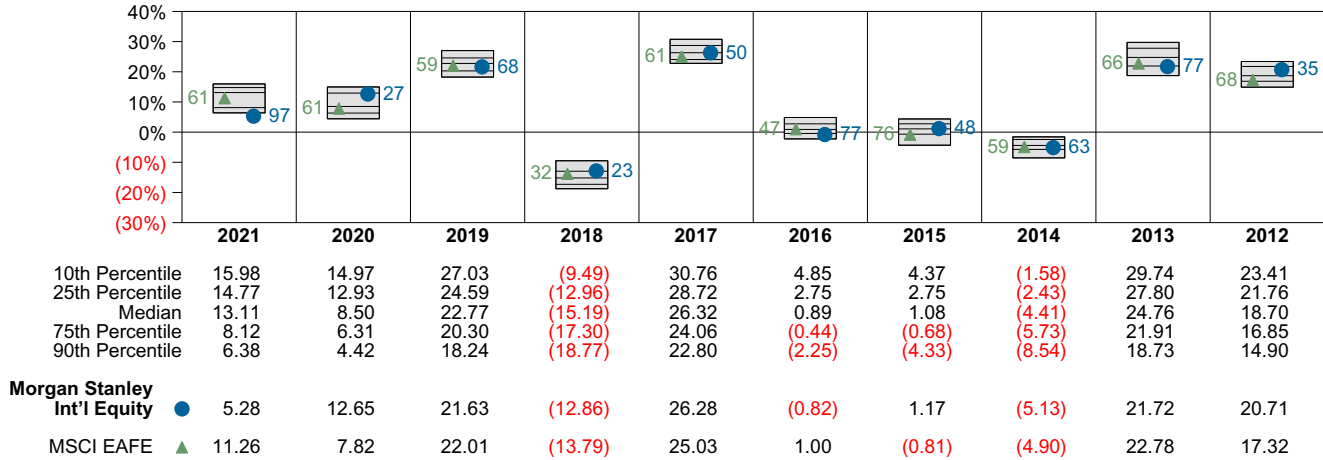 40%
30%
20%
10%
0%
(10%)
(20%)
(30%)
61 97 61 27 59 68 32 23 61 50 47 77 76 48 59 63 66 77 68 35
2021 2020 2019 2018 2017 2016 2015 2014 2013 2012
10th Percentile 15.98 14.97 27.03 (9.49) 30.76 4.85 4.37 (1.58) 29.74 23.41
25th Percentile 14.77 12.93 24.59 (12.96) 28.72 2.75 2.75 (2.43) 27.80 21.76
Median 13.11 8.50 22.77 (15.19) 26.32 0.89 1.08 (4.41) 24.76 18.70
75th Percentile 8.12 6.31 20.30 (17.30) 24.06 (0.44) (0.68) (5.73) 21.91 16.85
90th Percentile 6.38 4.42 18.24 (18.77) 22.80 (2.25) (4.33) (8.54) 18.73 14.90
Morgan Stanley
Int'l Equity 5.28 12.65 21.63 (12.86) 26.28 (0.82) 1.17 (5.13) 21.72 20.71
MSCI EAFE 11.26 7.82 22.01 (13.79) 25.03 1.00 (0.81) (4.90) 22.78 17.32